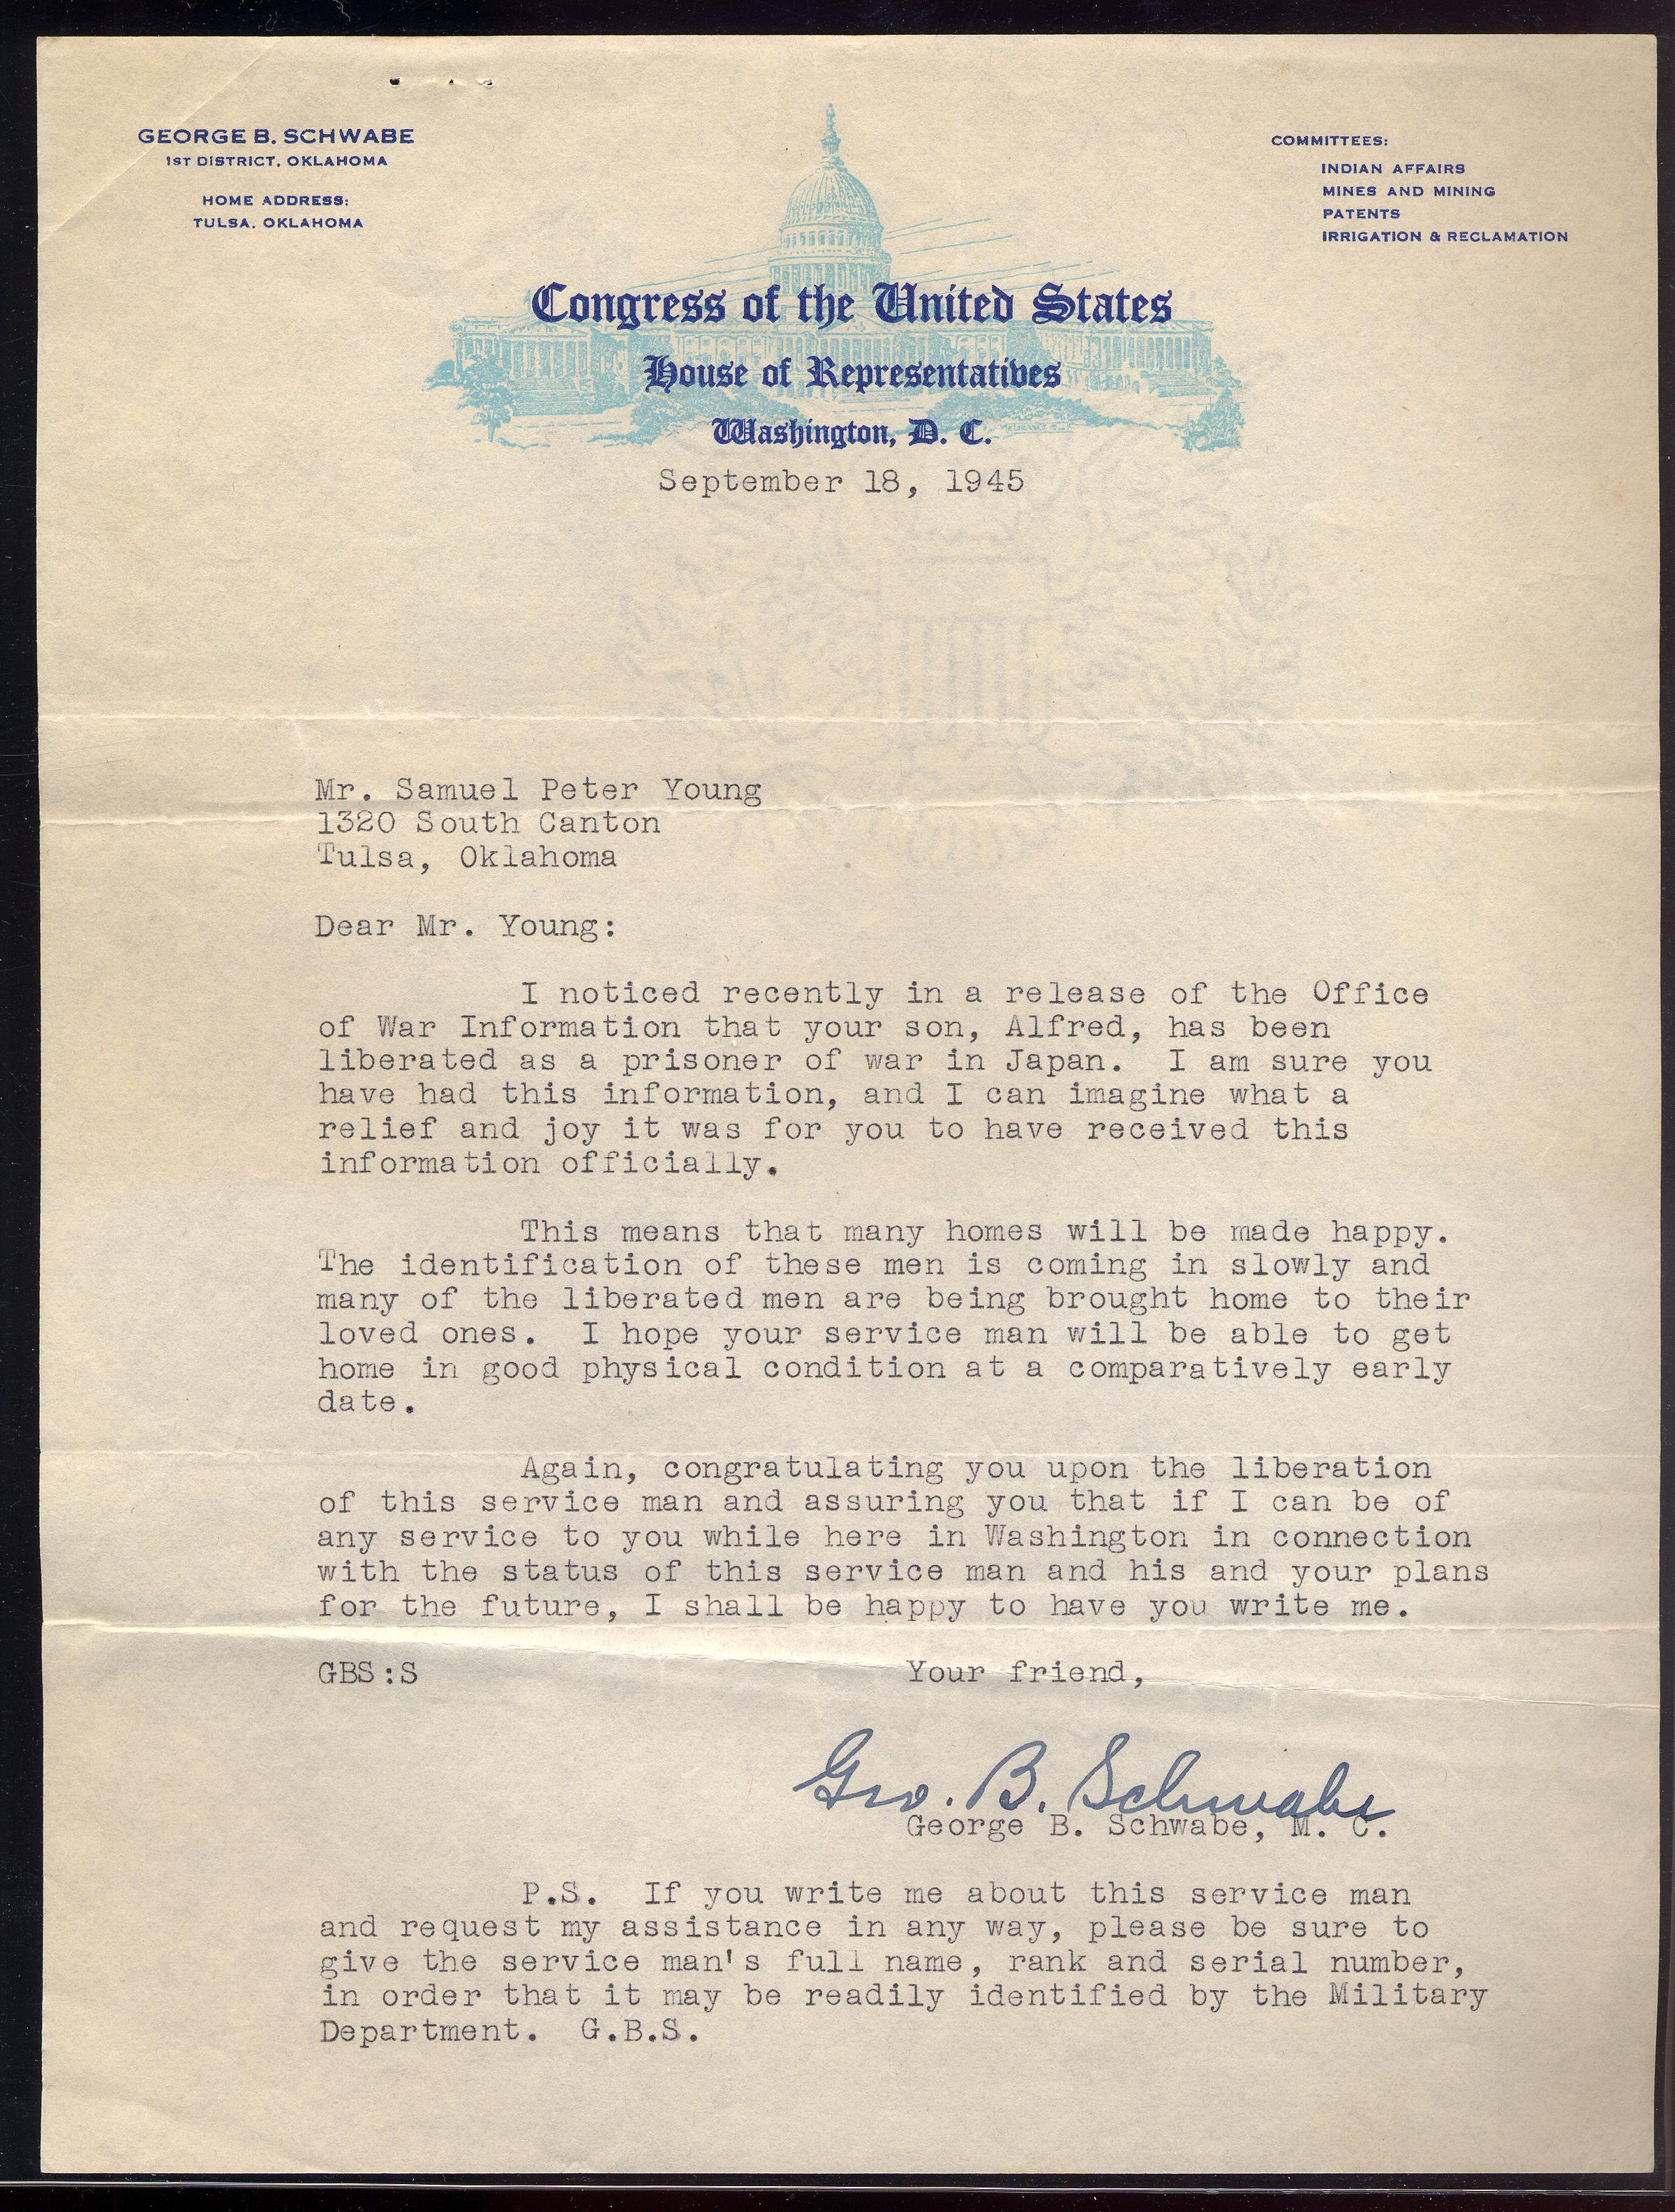 GEORGE B. SCHWABE
1ST DISTRICT, OKLAHOMA
HOME ADDRESS:
TULSA, OKLAHOMA
COMMITTEES:
INDIAN AFFAIRS
MINES AND MINING
PATENTS
IRRIGATION & RECLAMATION
Congress of the United States
House of Representatives
Washington, D. C.
September 18, 1945
Mr. Samuel Peter Young
1320 South Canton
Tulsa, Oklahoma
Dear Mr. Young:
I noticed recently in a release of the Office
of War Information that your son, Alfred, has been
liberated as a prisoner of war in Japan. I am sure you
have had this information, and I can imagine what a
relief and joy it was for you to have received this
information officially.
This means that many homes will be made happy.
The identification of these men is coming in slowly and
many of the liberated men are being brought home to their
loved ones. I hope your service man will be able to get
home in good physical condition at a comparatively early
date.
Again, congratulating you upon the liberation
of this service man and assuring you that if I can be of
any service to you while here in Washington in connection
with the status of this service man and his and your plans
for the future, I shall be happy to have you write me.
GBS:S Your friend,
Geo. B. Schwabe
George B. Schwabe, M. C.
P.S. If you write me about this service man
and request my assistance in any way, please be sure to
give the service man's full name, rank and serial number,
in order that it may be readily identified by the Military
Department. G.B.S.